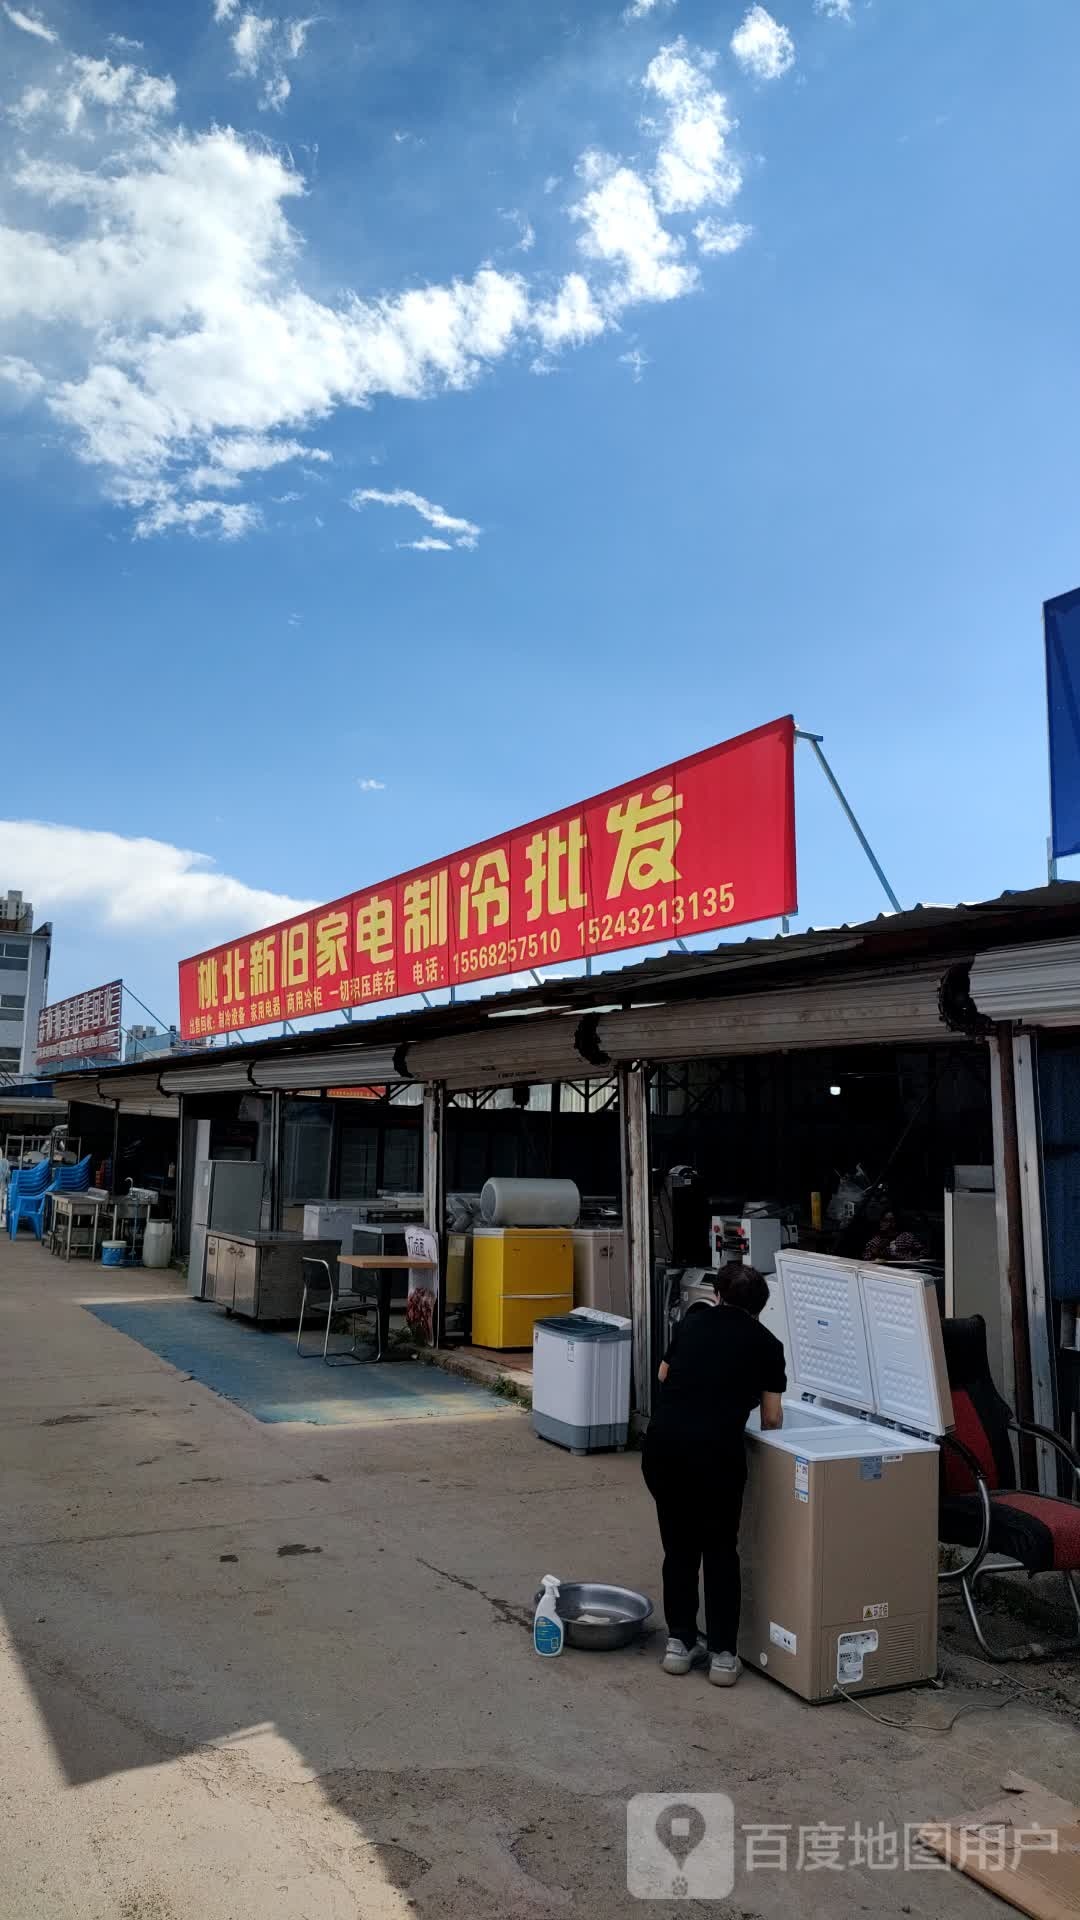 桃北新旧家电制冷批发
出售回收：制冷设备 家用电器 商用冷柜 一切积压库存 电话：15568257510 15243213135
百度地图用户